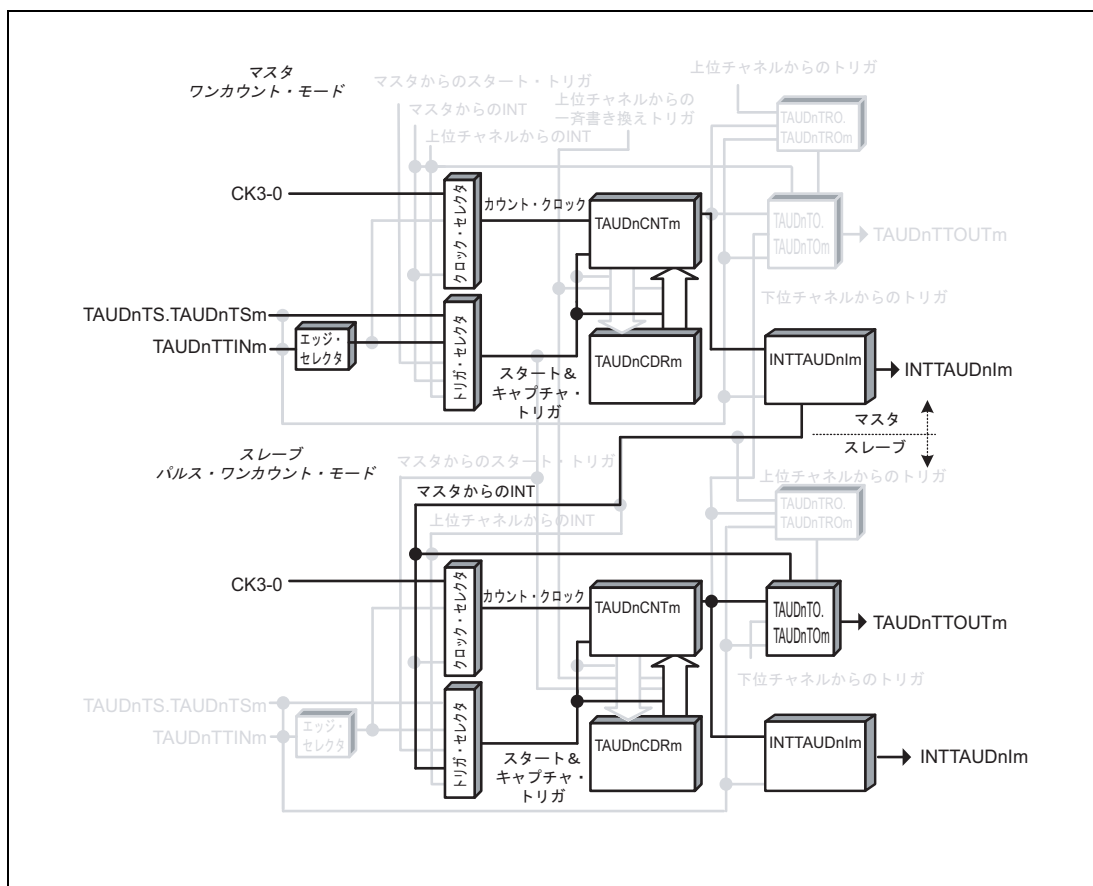 マスタ
ワンカウント・モード
マスタからのスタート・トリガ
マスタからのINT
上位チャネルからのINT
上位チャネルからの
一斉書き換えトリガ
上位チャネルからのトリガ
TAUDnTRO.
TAUDnTROm
CK3-0
クロック・セレクタ
カウント・クロック
TAUDnCNTm
TAUDnTO.
TAUDnTOm
TAUDnTTOUTm
下位チャネルからのトリガ
TAUDnTS.TAUDnTSm
TAUDnTTINm
エッジ・
セレクタ
トリガ・セレクタ
スタート&
キャプチャ・
トリガ
TAUDnCDRm
INTTAUDnIm
INTTAUDnIm
マスタ
スレーブ
スレーブ
パルス・ワンカウント・モード
マスタからのスタート・トリガ
マスタからのINT
上位チャネルからのINT
上位チャネルからのトリガ
TAUDnTRO.
TAUDnTROm
CK3-0
クロック・セレクタ
カウント・クロック
TAUDnCNTm
TAUDnTO.
TAUDnTOm
TAUDnTTOUTm
下位チャネルからのトリガ
TAUDnTS.TAUDnTSm
TAUDnTTINm
エッジ・
セレクタ
トリガ・セレクタ
スタート&
キャプチャ・
トリガ
TAUDnCDRm
INTTAUDnIm
INTTAUDnIm